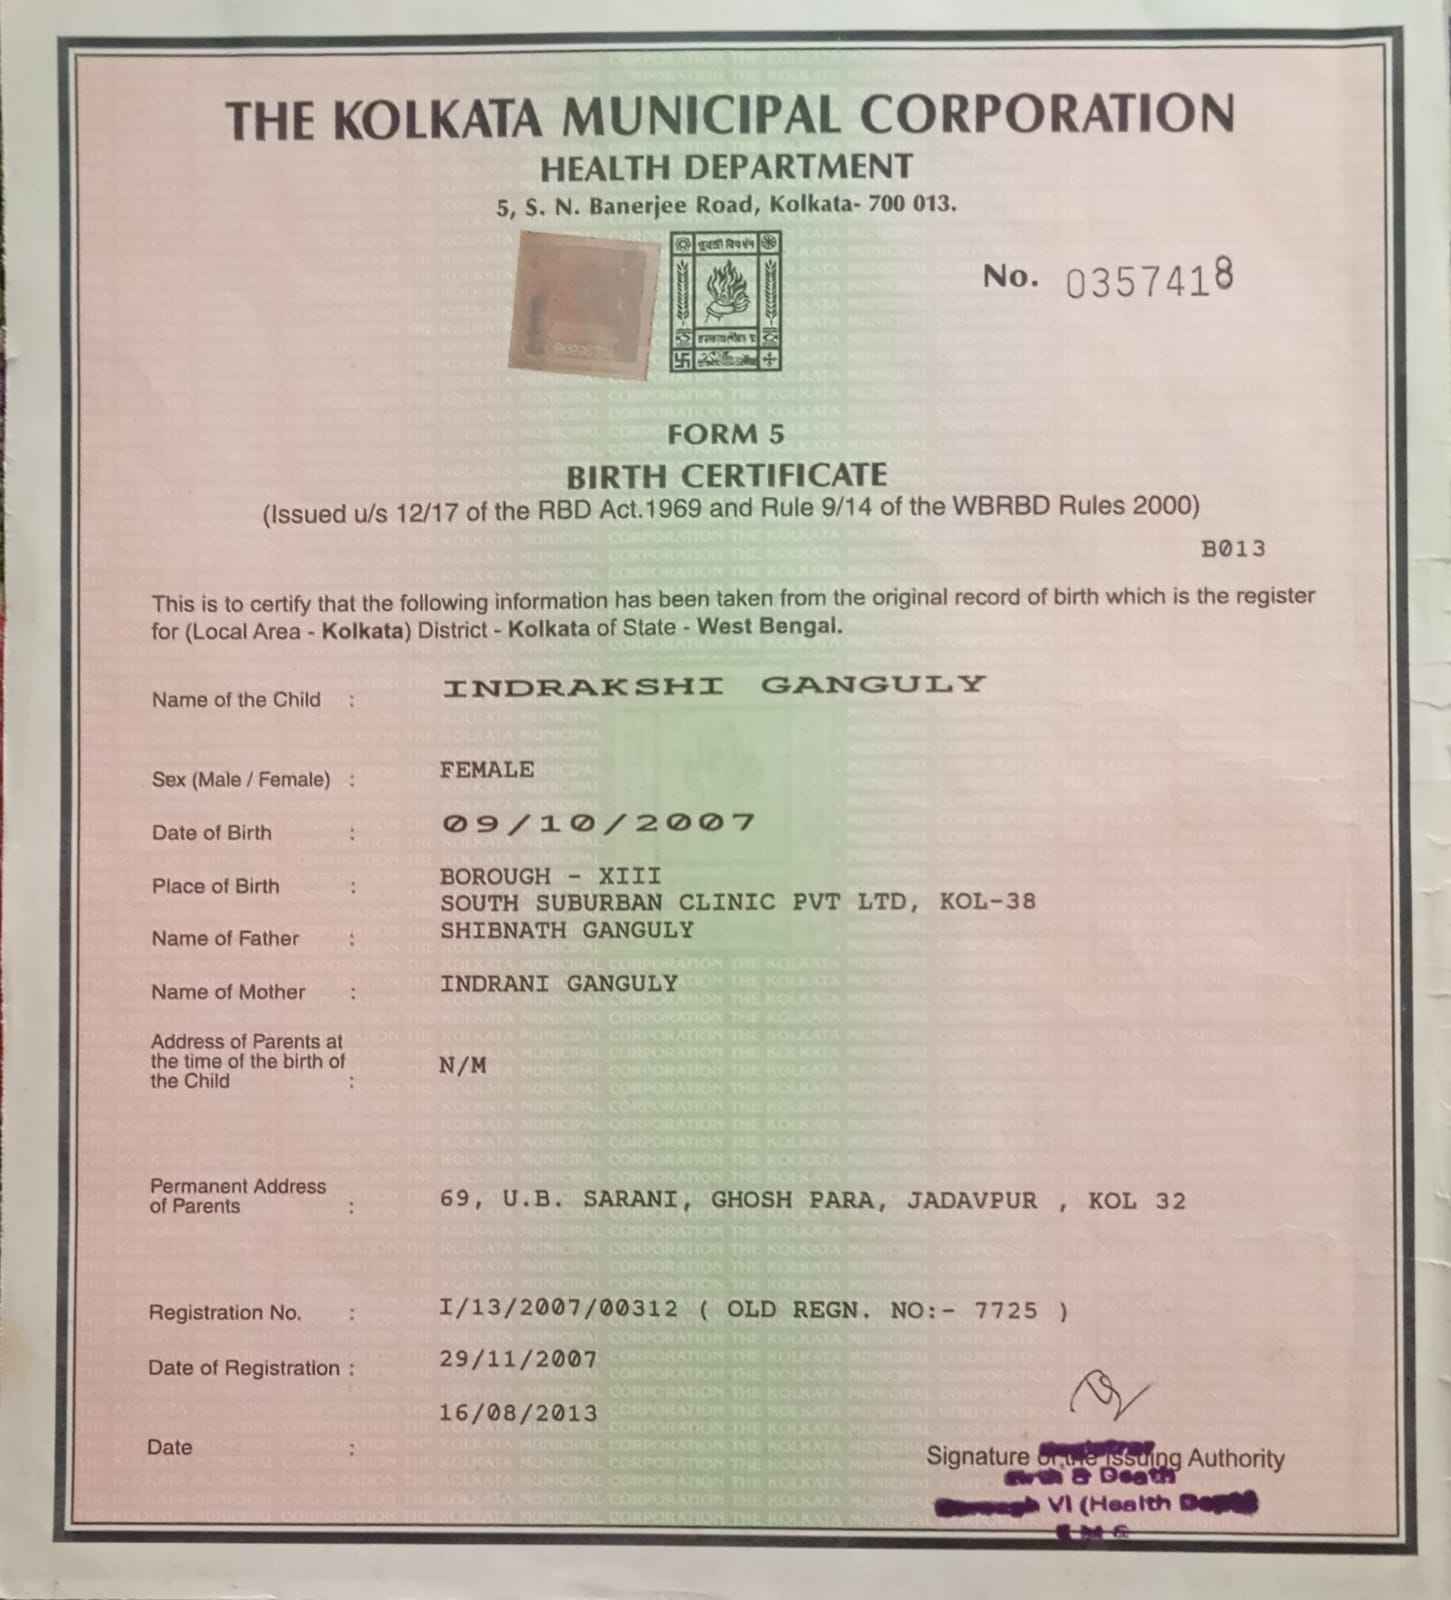 THE KOLKATA MUNICIPAL CORPORATION
HEALTH DEPARTMENT
5, S. N. Banerjee Road, Kolkata- 700 013.
No. 0357418
FORM 5
BIRTH CERTIFICATE
(Issued u/s 12/17 of the RBD Act.1969 and Rule 9/14 of the WBRBD Rules 2000)
B013
This is to certify that the following information has been taken from the original record of birth which is the register
for (Local Area - Kolkata) District - Kolkata of State - West Bengal.
Name of the Child : INDRAKSHI GANGULY
Sex (Male / Female) : FEMALE
Date of Birth : 09/10/2007
Place of Birth : BOROUGH - XIII
SOUTH SUBURBAN CLINIC PVT LTD, KOL-38
Name of Father : SHIBNATH GANGULY
Name of Mother : INDRANI GANGULY
Address of Parents at
the time of the birth of
the Child : N/M
Permanent Address
of Parents : 69, U.B. SARANI, GHOSH PARA, JADAVPUR , KOL 32
Registration No. : I/13/2007/00312 ( OLD REGN. NO:- 7725 )
Date of Registration : 29/11/2007
16/08/2013
Date :
Signature of the Issuing Authority
& Death
VI (Health